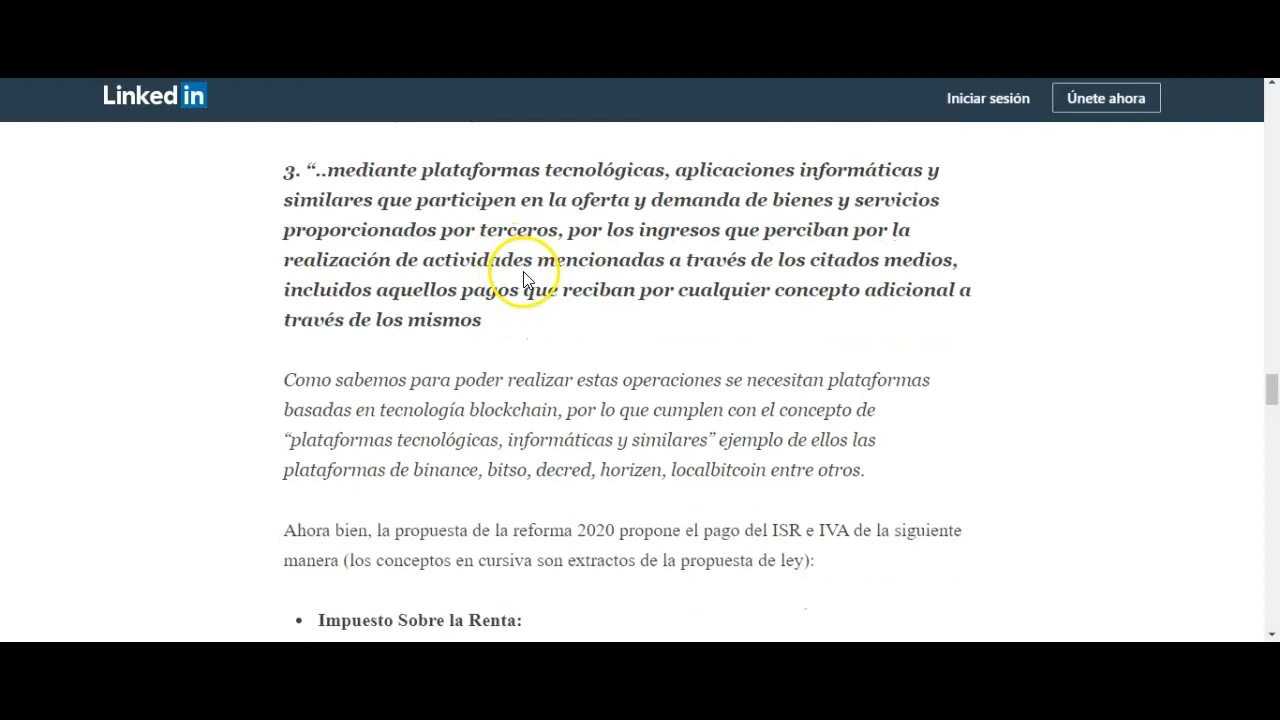 Linked in
Iniciar sesión
Únete ahora
3. “..mediante plataformas tecnológicas, aplicaciones informáticas y
similares que participen en la oferta y demanda de bienes y servicios
proporcionados por terceros, por los ingresos que perciban por la
realización de actividades mencionadas a través de los citados medios,
incluidos aquellos pagos que reciban por cualquier concepto adicional a
través de los mismos
Como sabemos para poder realizar estas operaciones se necesitan plataformas
basadas en tecnología blockchain, por lo que cumplen con el concepto de
“plataformas tecnológicas, informáticas y similares” ejemplo de ellos las
plataformas de binance, bitso, decred, horizen, localbitcoin entre otros.
Ahora bien, la propuesta de la reforma 2020 propone el pago del ISR e IVA de la siguiente
manera (los conceptos en cursiva son extractos de la propuesta de ley):
• Impuesto Sobre la Renta: